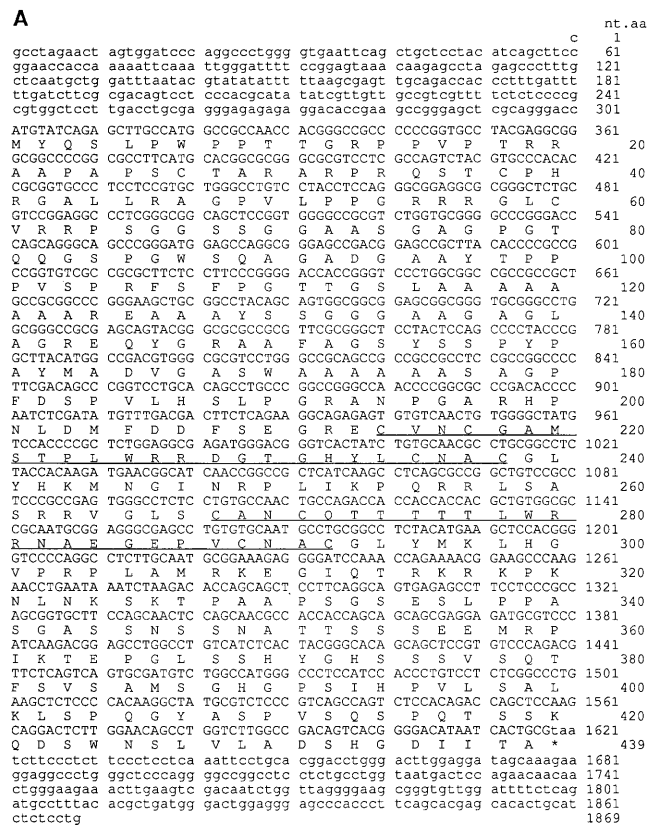 A
nt.aa
c 1
gcctagaact agtggatccc aggccctggg gtgaattcag ctgctcctac atcagcttcc 61
ggaaccacca aaaattcaaa ttgggatttt ccggagtaaa caagagccta gagccctttg 121
ctcaatgctg gatttaatac gtatatattt ttaagcgagt tgcagaccac cctttgattt 181
ttgatcttcg cgacagtcct cccacgcata tatcgttgtt gccgtcgttt tctctccccg 241
cgtggctcct tgacctgcga gggagagaga ggacaccgaa gccgggagct cgcagggacc 301
ATGTATCAGA GCTTGCCATG GCCGCCAACC ACGGGCCGCC CCCCGGTGCC TACGAGGCGG 361
M Y Q S L P W P P T T G R P P V P T R R 20
GCGGCCCCGG CGCCTTCATG CACGGCGCGG GCGCGTCCTC GCCAGTCTAC GTGCCCACAC 421
A A P A P S C T A R A R P R Q S T C P H 40
CGCGGTGCCC TCCTCCGTGC TGGGCCTGTC CTACCTCCAG GGCGGAGGCG CGGGCTCTGC 481
R G A L L R A G P V L P P G R R R G L C 60
GTCCGGAGGC CCTCGGGCGG CAGCTCCGGT GGGGCCGCGT CTGGTGCGGG GCCCGGGACC 541
V R R P S G G S S G G A A S G A G P G T 80
CAGCAGGGCA GCCCGGGATG GAGCCAGGCG GGAGCCGACG GAGCCGCTTA CACCCCGCCG 601
Q Q G S P G W S Q A G A D G A A Y T P P 100
CCGGTGTCGC CGCGCTTCTC CTTCCCGGGG ACCACCGGGT CCCTGGCGGC CGCCGCCGCT 661
P V S P R F S F P G T T G S L A A A A A 120
GCCGCGGCCC GGGAAGCTGC GGCCTACAGC AGTGGCGGCG GAGCGGCGGG TGCGGGCCTG 721
A A A R E A A A Y S S G G G A A G A G L 140
GCGGGCCGCG AGCAGTACGG GCGCGCCGCG TTCGCGGGCT CCTACTCCAG CCCCTACCCG 781
A G R E Q Y G R A A F A G S Y S S P Y P 160
GCTTACATGG CCGACGTGGG CGCGTCCTGG GCCGCAGCCG CCGCCGCCTC CGCCGGCCCC 841
A Y M A D V G A S W A A A A A A S A G P 180
TTCGACAGCC CGGTCCTGCA CAGCCTGCCC GGCCGGGCCA ACCCCGGCGC CCGACACCCC 901
F D S P V L H S L P G R A N P G A R H P 200
AATCTCGATA TGTTTGACGA CTTCTCAGAA GGCAGAGAGT GTGTCAACTG TGGGGCTATG 961
N L D M F D D F S E G R E C V N C G A M 220
TCCACCCCGC TCTGGAGGCG AGATGGGACG GGTCACTATC TGTGCAACGC CTGCGGCCTC 1021
S T P L W R R D G T G H Y L C N A C G L 240
TACCACAAGA TGAACGGCAT CAACCGGCCG CTCATCAAGC CTCAGCGCCG GCTGTCCGCC 1081
Y H K M N G I N R P L I K P Q R R L S A 260
TCCCGCCGAG TGGGCCTCTC CTGTGCCAAC TGCCAGACCA CCACCACCAC GCTGTGGCGC 1141
S R R V G L S C A N C Q T T T T T L W R 280
CGCAATGCGG AGGGCGAGCC TGTGTGCAAT GCCTGCGGCC TCTACATGAA GCTCCACGGG 1201
R N A E G E P V C N A C G L Y M K L H G 300
GTCCCCAGGC CTCTTGCAAT GCGGAAAGAG GGGATCCAAA CCAGAAAACG GAAGCCCAAG 1261
V P R P L A M R K E G I Q T R K R K P K 320
AACCTGAATA AATCTAAGAC ACCAGCAGCT CCTTCAGGCA GTGAGAGCCT TCCTCCCGCC 1321
N L N K S K T P A A P S G S E S L P P A 340
AGCGGTGCTT CCAGCAACTC CAGCAACGCC ACCACCAGCA GCAGCGAGGA GATGCGTCCC 1381
S G A S S N S S N A T T S S S E E M R P 360
ATCAAGACGG AGCCTGGCCT GTCATCTCAC TACGGGCACA GCAGCTCCGT GTCCCAGACG 1441
I K T E P G L S S H Y G H S S S V S Q T 380
TTCTCAGTCA GTGCGATGTC TGGCCATGGG CCCTCCATCC ACCCTGTCCT CTCGGCCCTG 1501
F S V S A M S G H G P S I H P V L S A L 400
AAGCTCTCCC CACAAGGCTA TGCGTCTCCC GTCAGCCAGT CTCCACAGAC CAGCTCCAAG 1561
K L S P Q G Y A S P V S Q S P Q T S S K 420
CAGGACTCTT GGAACAGCCT GGTCTTGGCC GACAGTCACG GGGACATAAT CACTGCGtaa 1621
Q D S W N S L V L A D S H G D I I T A * 439
tcttccctct tccctcctca aattcctgca cggacctggg acttggagga tagcaaagaa 1681
ggaggccctg ggctcccagg ggccggcctc ctctgcctgg taatgactcc agaacaacaa 1741
ctgggaagaa acttgaagtc gacaatctgg ttaggggaag cgggtgttgg attttctcag 1801
atgcctttac acgctgatgg gactggaggg agcccaccct tcagcacgag cacactgcat 1861
ctctcctg 1869